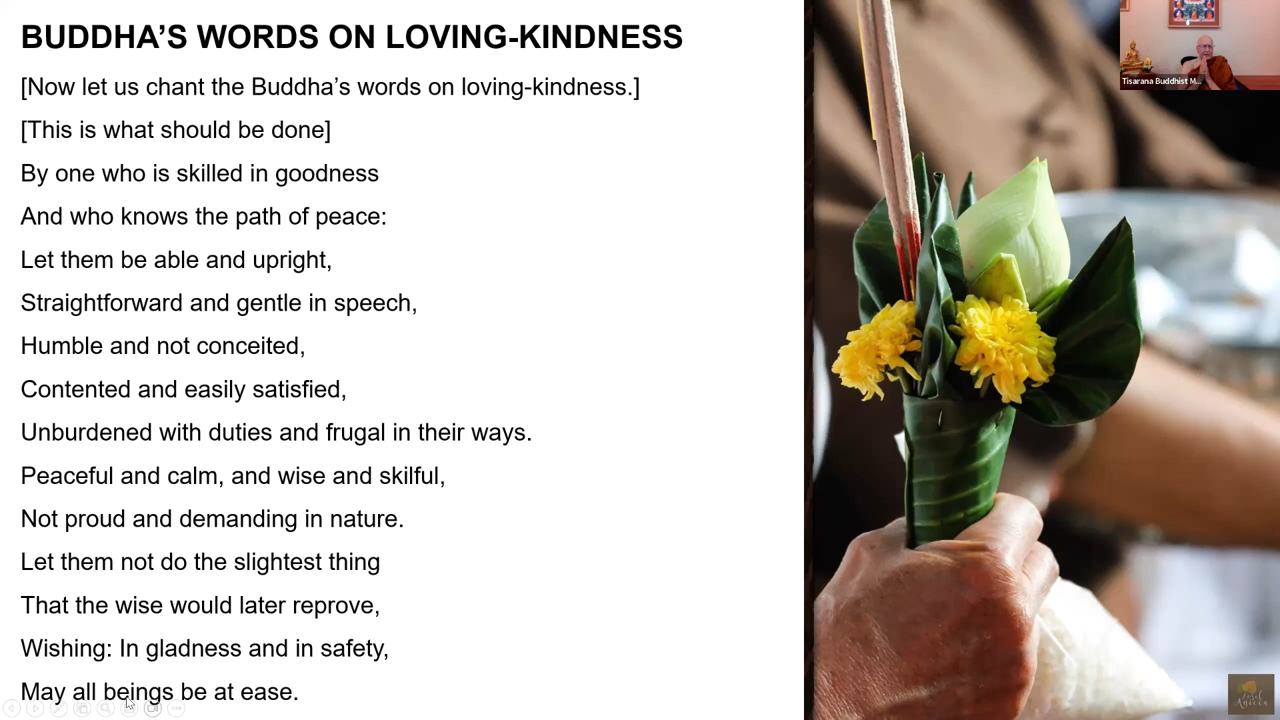 BUDDHA’S WORDS ON LOVING-KINDNESS
[Now let us chant the Buddha’s words on loving-kindness.]
[This is what should be done]
By one who is skilled in goodness
And who knows the path of peace:
Let them be able and upright,
Straightforward and gentle in speech,
Humble and not conceited,
Contented and easily satisfied,
Unburdened with duties and frugal in their ways.
Peaceful and calm, and wise and skilful,
Not proud and demanding in nature.
Let them not do the slightest thing
That the wise would later reprove,
Wishing: In gladness and in safety,
May all beings be at ease.
Tisarana Buddhist M...